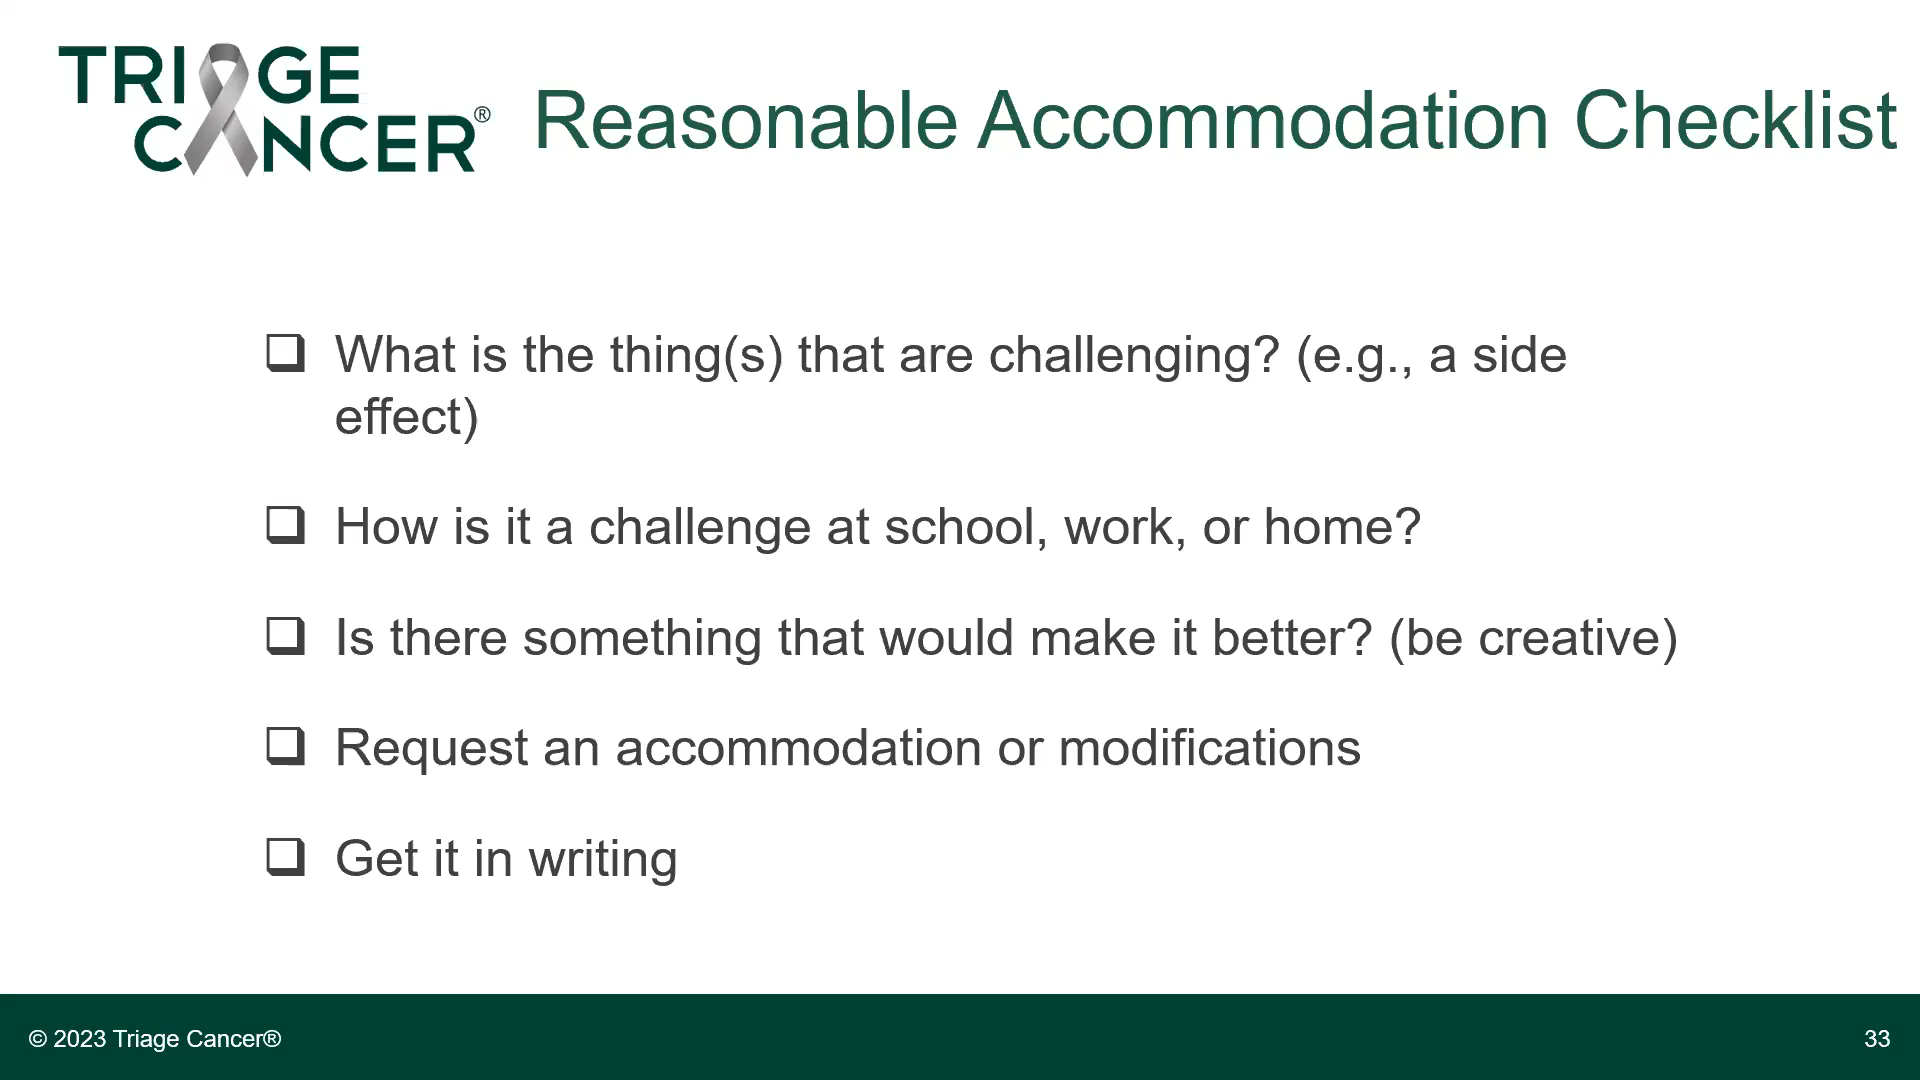 TRIAGE
CANCER®
Reasonable Accommodation Checklist
What is the thing(s) that are challenging? (e.g., a side
effect)
How is it a challenge at school, work, or home?
Is there something that would make it better? (be creative)
Request an accommodation or modifications
Get it in writing
© 2023 Triage Cancer®
33